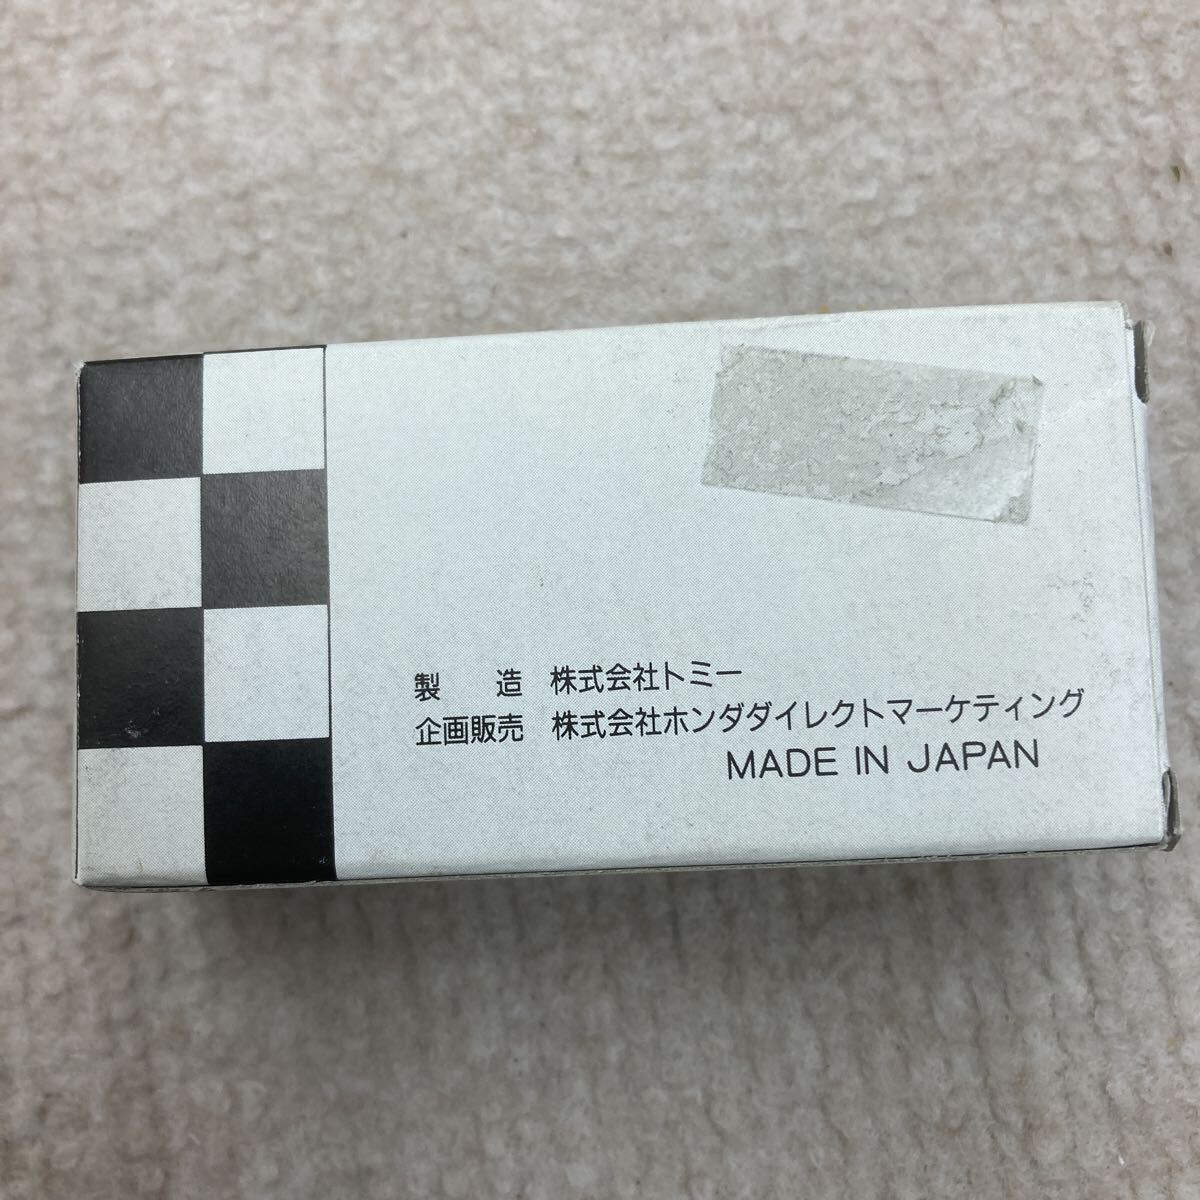 製 造 株式会社トミー
企画販売 株式会社ホンダダイレクトマーケティング
MADE IN JAPAN